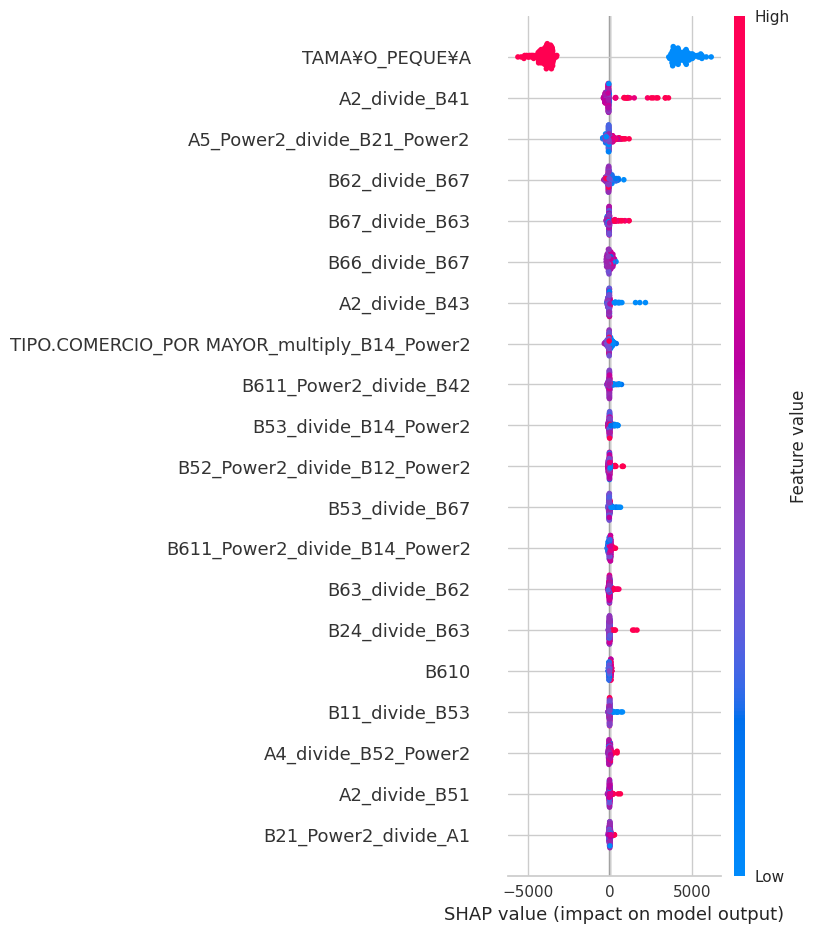 High
TAMA¥O_PEQUE¥A
A2_divide_B41
A5_Power2_divide_B21_Power2
B62_divide_B67
B67_divide_B63
B66_divide_B67
A2_divide_B43
TIPO.COMERCIO_POR MAYOR_multiply_B14_Power2
B611_Power2_divide_B42
B53_divide_B14_Power2
B52_Power2_divide_B12_Power2
B53_divide_B67
B611_Power2_divide_B14_Power2
B63_divide_B62
B24_divide_B63
B610
B11_divide_B53
A4_divide_B52_Power2
A2_divide_B51
B21_Power2_divide_A1
Feature value
Low
−5000 0 5000
SHAP value (impact on model output)